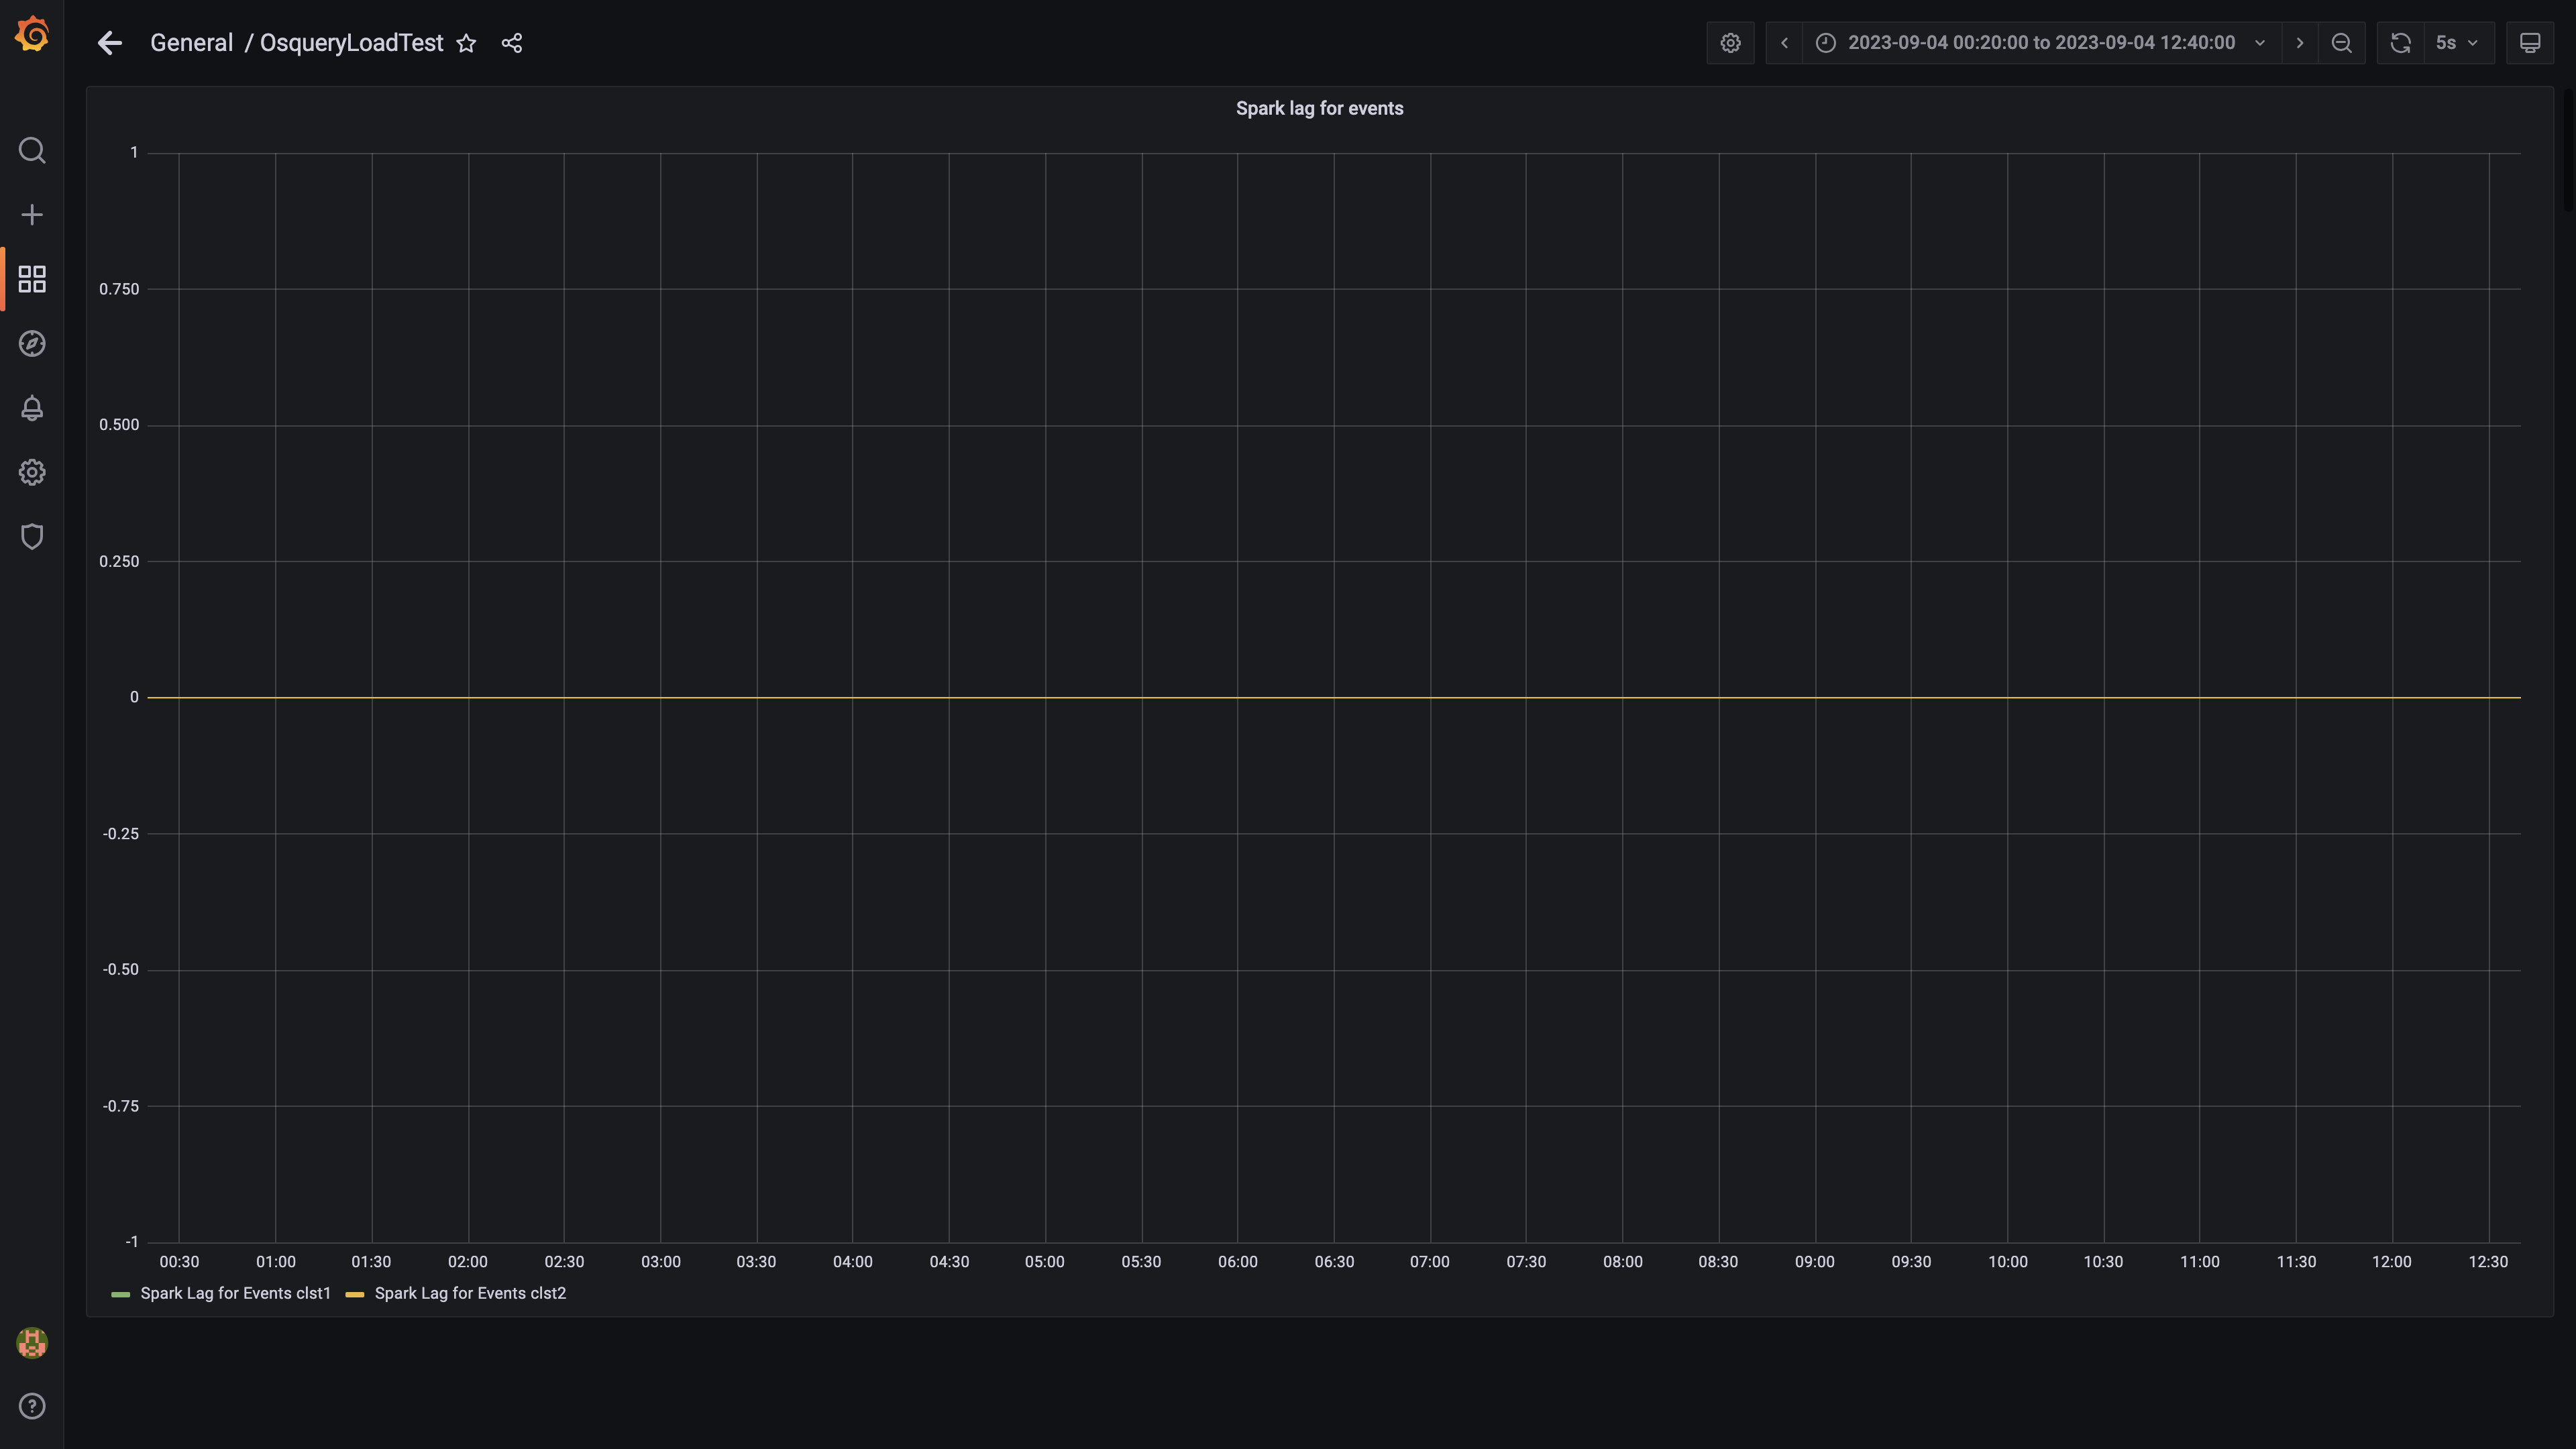 General / OsqueryLoadTest
2023-09-04 00:20:00 to 2023-09-04 12:40:00
5s
Spark lag for events
1
0.750
0.500
0.250
0
-0.25
-0.50
-0.75
-1
00:30 01:00 01:30 02:00 02:30 03:00 03:30 04:00 04:30 05:00 05:30 06:00 06:30 07:00 07:30 08:00 08:30 09:00 09:30 10:00 10:30 11:00 11:30 12:00 12:30
Spark Lag for Events clst1 Spark Lag for Events clst2